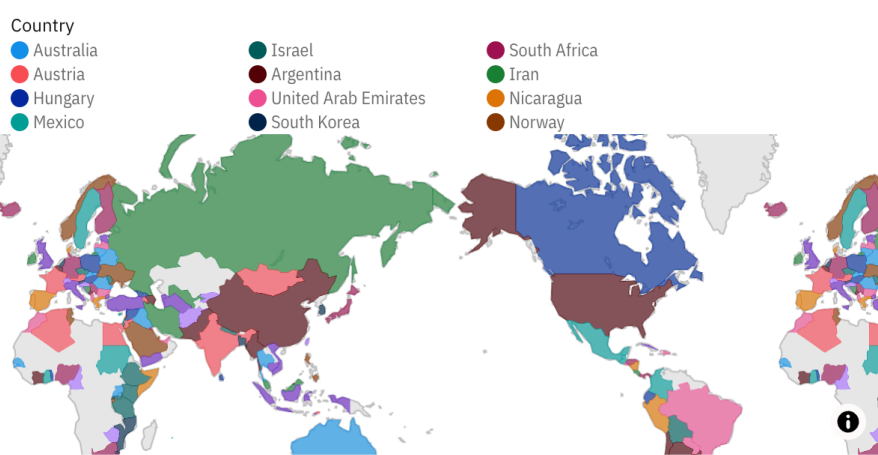 Country
Australia
Austria
Hungary
Mexico
Israel
Argentina
United Arab Emirates
South Korea
South Africa
Iran
Nicaragua
Norway